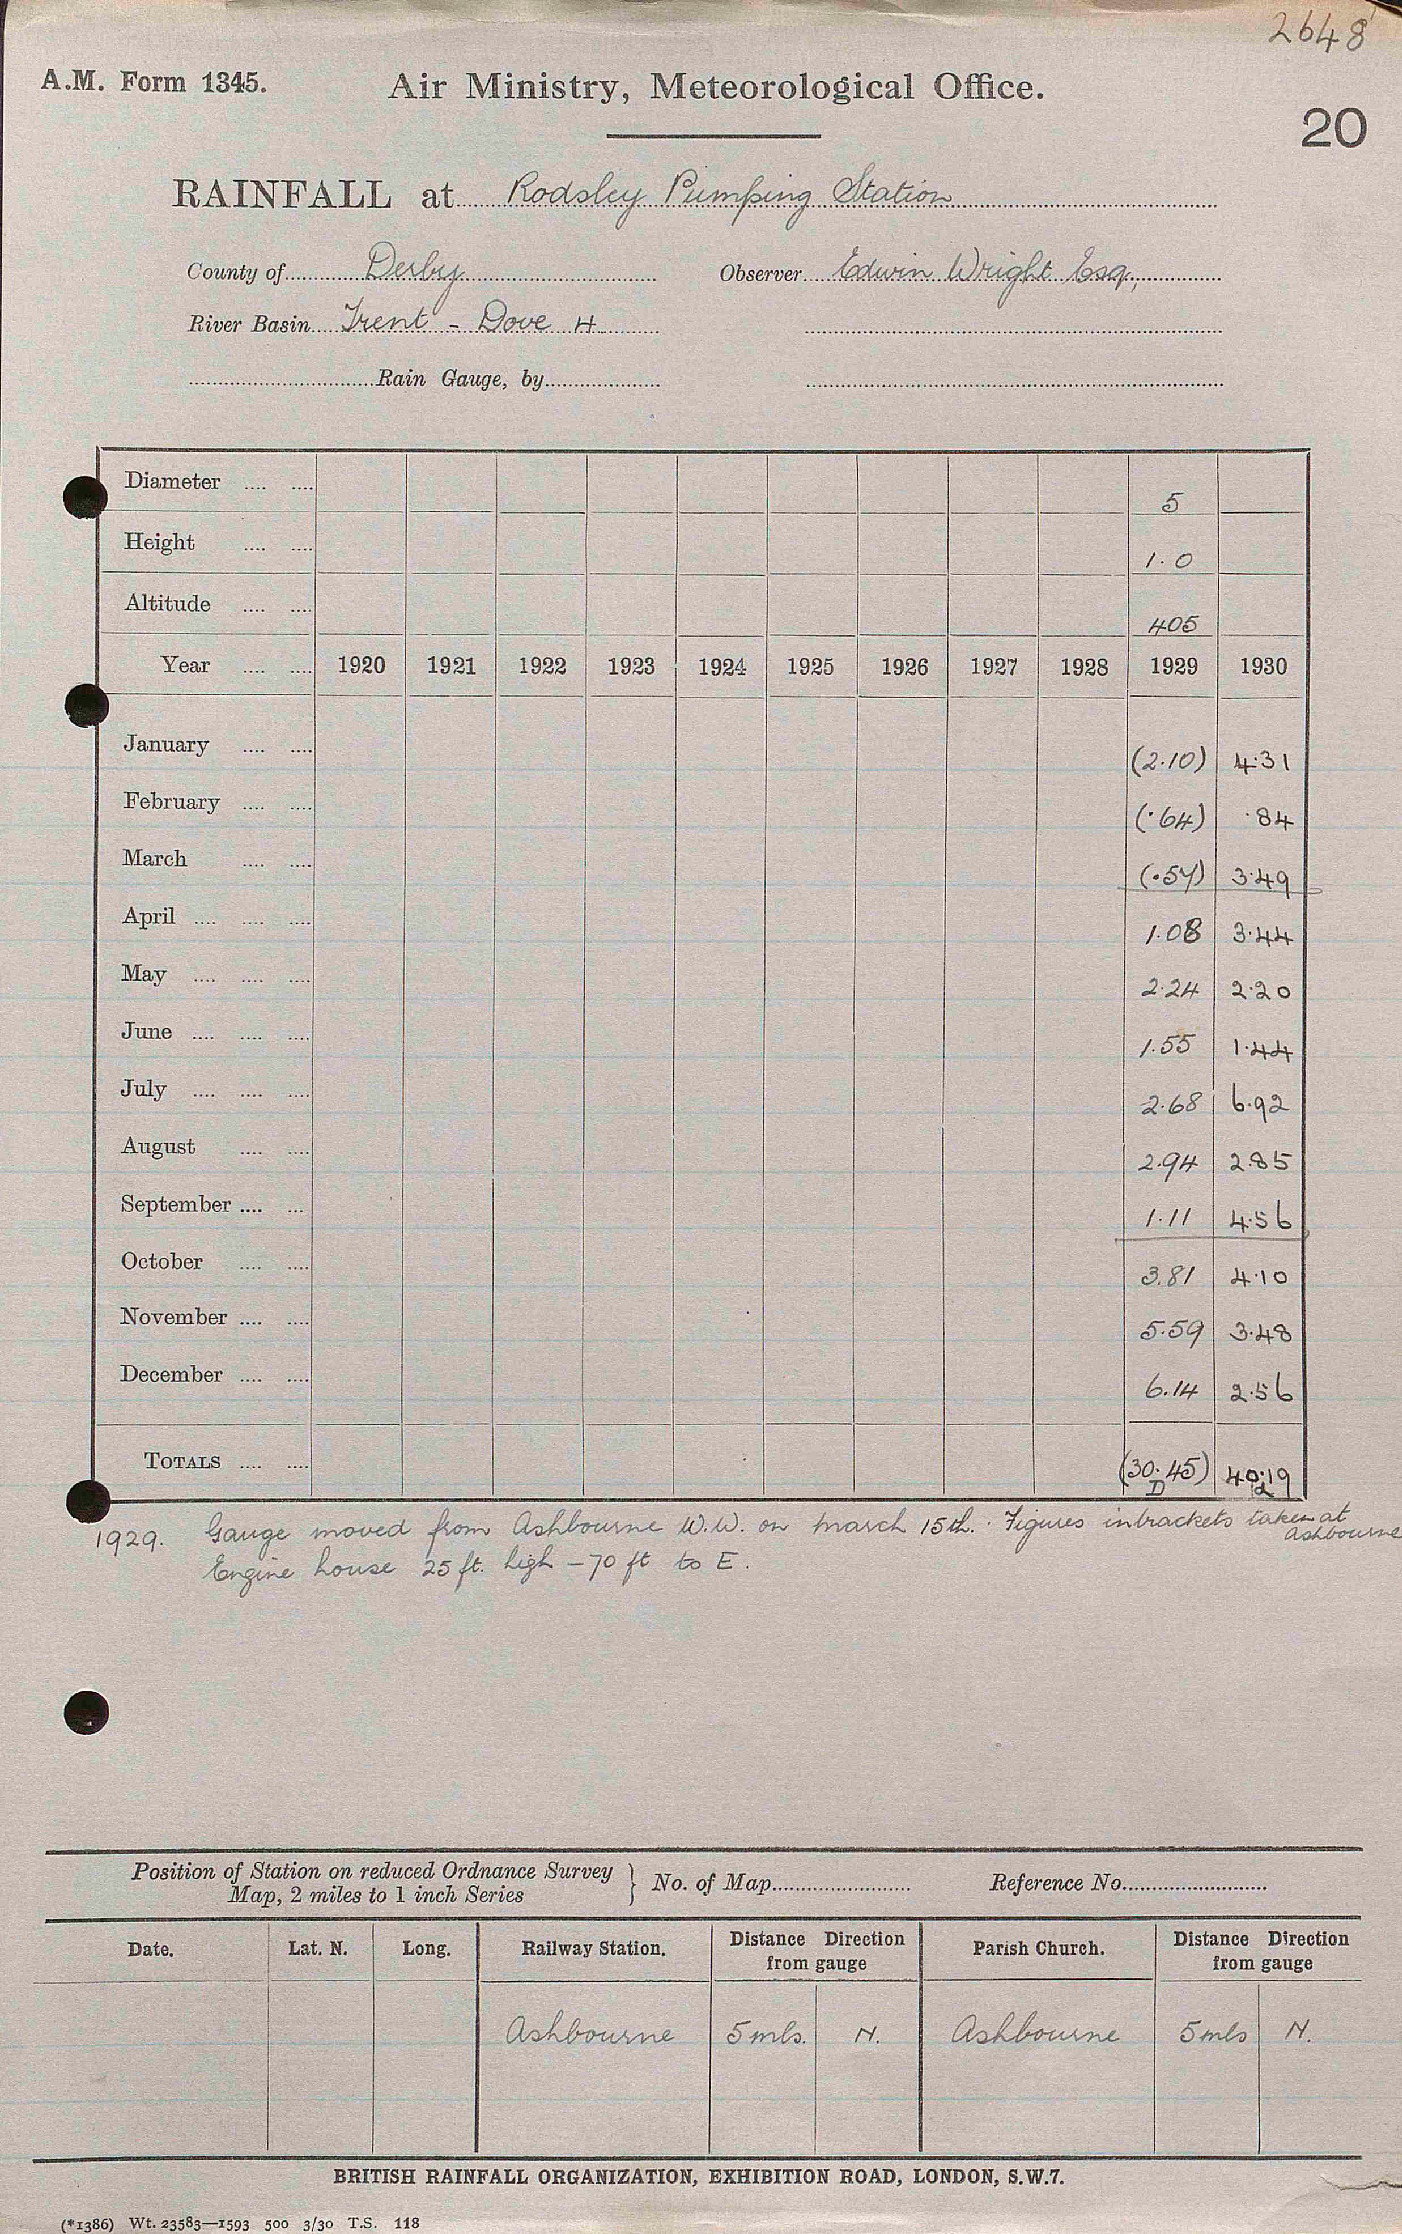 2648
A.M. Form 1345. Air Ministry, Meteorological Office.
20
RAINFALL at Rodsley Pumping Station
County of Derby Observer Edwin Wright Esq.,
River Basin Trent - Dove 4
Rain Gauge, by
Diameter 5
Height 1.0
Altitude 405
Year 1920 1921 1922 1923 1924 1925 1926 1927 1928 1929 1930
January (2.10) 4.31
February (.64) .84
March (.57) 3.49
April 1.08 3.44
May 2.24 2.20
June 1.55 1.44
July 2.68 6.92
August 2.94 2.85
September 1.11 4.56
October 3.81 4.10
November 5.59 3.48
December 6.14 2.56
TOTALS (30.45) 40.19
D 2
1929. Gauge moved from Ashbourne W.W. on March 15th. Figures in brackets taken at Ashbourne
Engine house 25 ft. high - 70 ft to E.
Position of Station on reduced Ordnance Survey
Map, 2 miles to 1 inch Series } No. of Map Reference No.
Date. Lat. N. Long. Railway Station. Distance Direction from gauge Parish Church. Distance Direction from gauge
Ashbourne 5 mls. N. Ashbourne 5 mls N.
BRITISH RAINFALL ORGANIZATION, EXHIBITION ROAD, LONDON, S.W.7.
(*1386) Wt. 23583—1593 500 3/30 T.S. 118